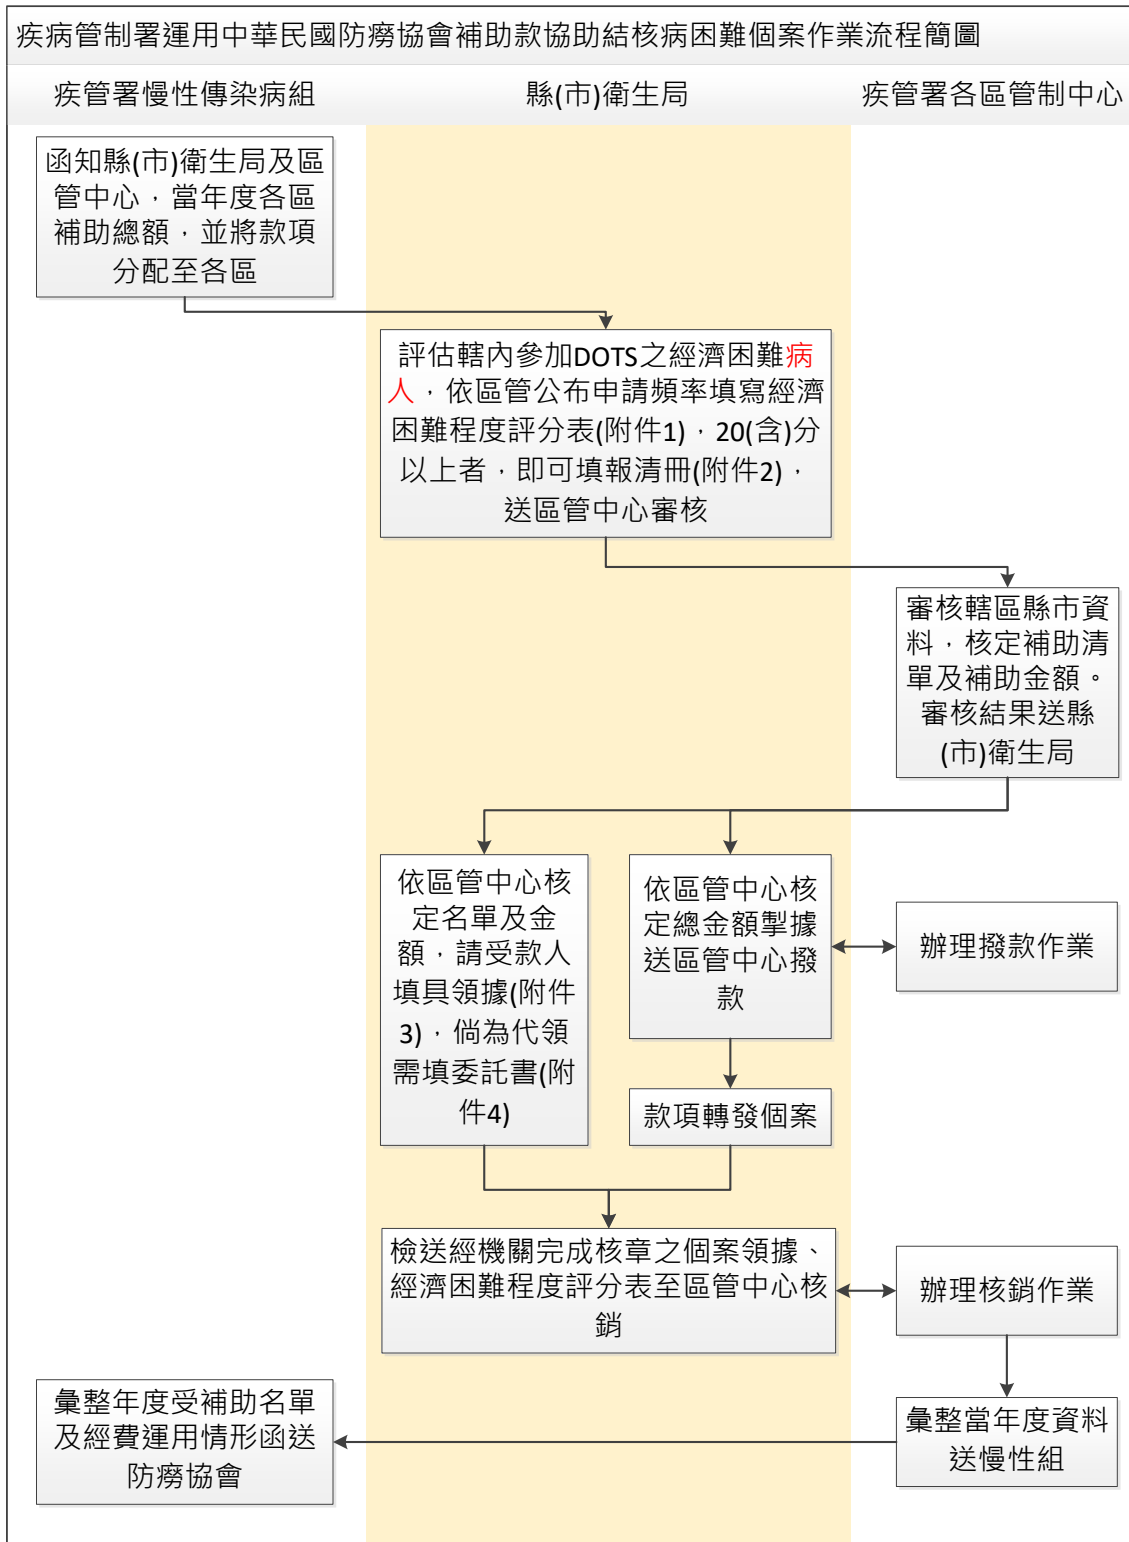 疾病管制署運用中華民國防癆協會補助款協助結核病困難個案作業流程簡圖
疾管署慢性傳染病組
縣(市)衛生局
疾管署各區管制中心
函知縣(市)衛生局及區
管中心，當年度各區
補助總額，並將款項
分配至各區
評估轄內參加DOTS之經濟困難病
人，依區管公布申請頻率填寫經濟
困難程度評分表(附件1)，20(含)分
以上者，即可填報清冊(附件2)，
送區管中心審核
審核轄區縣市資
料，核定補助清
單及補助金額。
審核結果送縣
(市)衛生局
依區管中心核
定名單及金
額，請受款人
填具領據(附件
3)，倘為代領
需填委託書(附
件4)
依區管中心核
定總金額掣據
送區管中心撥
款
辦理撥款作業
款項轉發個案
檢送經機關完成核章之個案領據、
經濟困難程度評分表至區管中心核
銷
辦理核銷作業
彙整當年度資料
送慢性組
彙整年度受補助名單
及經費運用情形函送
防癆協會